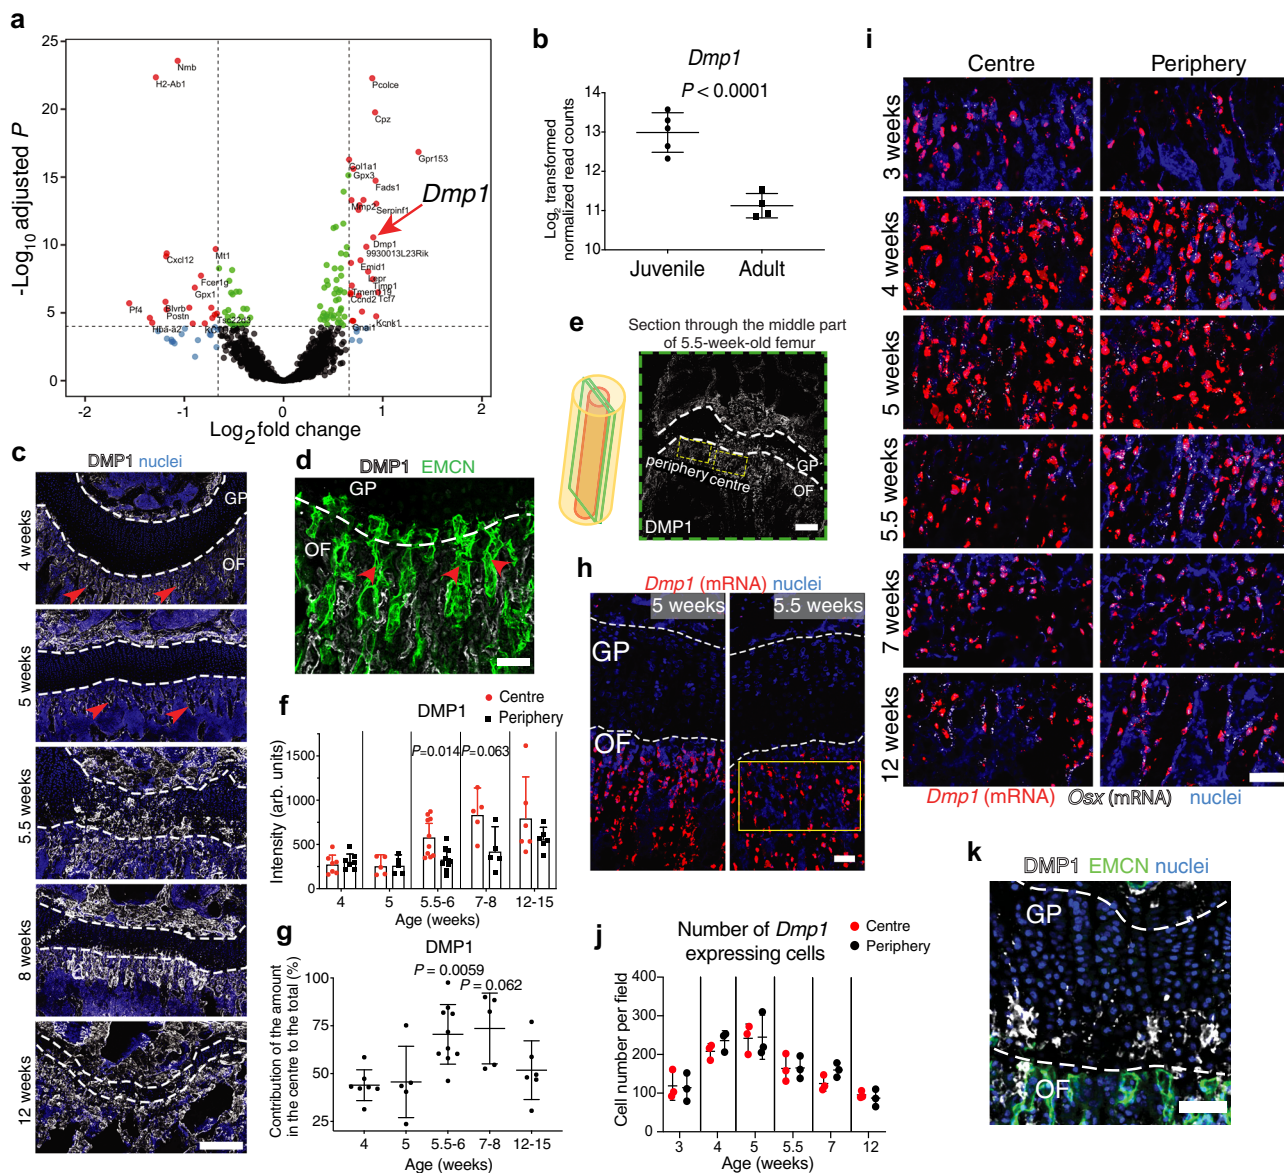 a
25
20
15
10
5
0
-Log10 adjusted P
-2
-1
0
1
2
Log2 fold change
Nmb
H2-Ab1
Pcolce
Cpz
Gpr153
Col1a1
Gpx3
Fads1
Mmp2
Serpinf1
Dmp1
Dmp1
9930013L23Rik
Mt1
Cxcl12
Emid1
Fcer1g
Timp1
Gpx1
Tmem119
Tcf7
Ccnd2
Pf4
Blvrb
Postn
Tsc22d3
Hba-a2
Gnai1
Kcnk1
b
Dmp1
P < 0.0001
14
13
12
11
10
Log2 transformed
normalized read counts
Juvenile
Adult
c
DMP1 nuclei
4 weeks
GP
OF
5 weeks
5.5 weeks
8 weeks
12 weeks
d
DMP1 EMCN
GP
OF
e
Section through the middle part
of 5.5-week-old femur
periphery
centre
GP
OF
DMP1
f
Centre
Periphery
DMP1
P=0.014
P=0.063
1500
1000
500
0
Intensity (arb. units)
4
5
5.5-6
7-8
12-15
Age (weeks)
g
DMP1
P = 0.0059
P = 0.062
100
75
50
25
Contribution of the amount
in the centre to the total (%)
4
5
5.5-6
7-8
12-15
Age (weeks)
h
Dmp1 (mRNA) nuclei
5 weeks
5.5 weeks
GP
OF
i
Centre
Periphery
3 weeks
4 weeks
5 weeks
5.5 weeks
7 weeks
12 weeks
Dmp1 (mRNA) Osx (mRNA) nuclei
j
Number of Dmp1
expressing cells
Centre
Periphery
400
300
200
100
0
Cell number per field
3
4
5
5.5
7
12
Age (weeks)
k
DMP1 EMCN nuclei
GP
OF